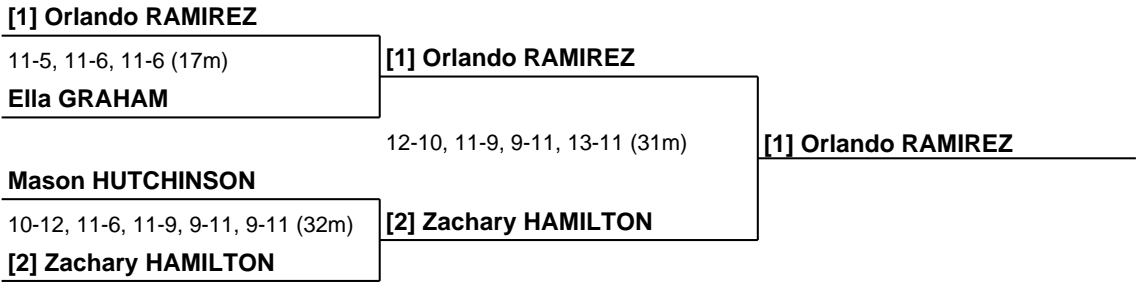 [1] Orlando RAMIREZ
11-5, 11-6, 11-6 (17m)
[1] Orlando RAMIREZ
Ella GRAHAM
12-10, 11-9, 9-11, 13-11 (31m)
[1] Orlando RAMIREZ
Mason HUTCHINSON
10-12, 11-6, 11-9, 9-11, 9-11 (32m)
[2] Zachary HAMILTON
[2] Zachary HAMILTON